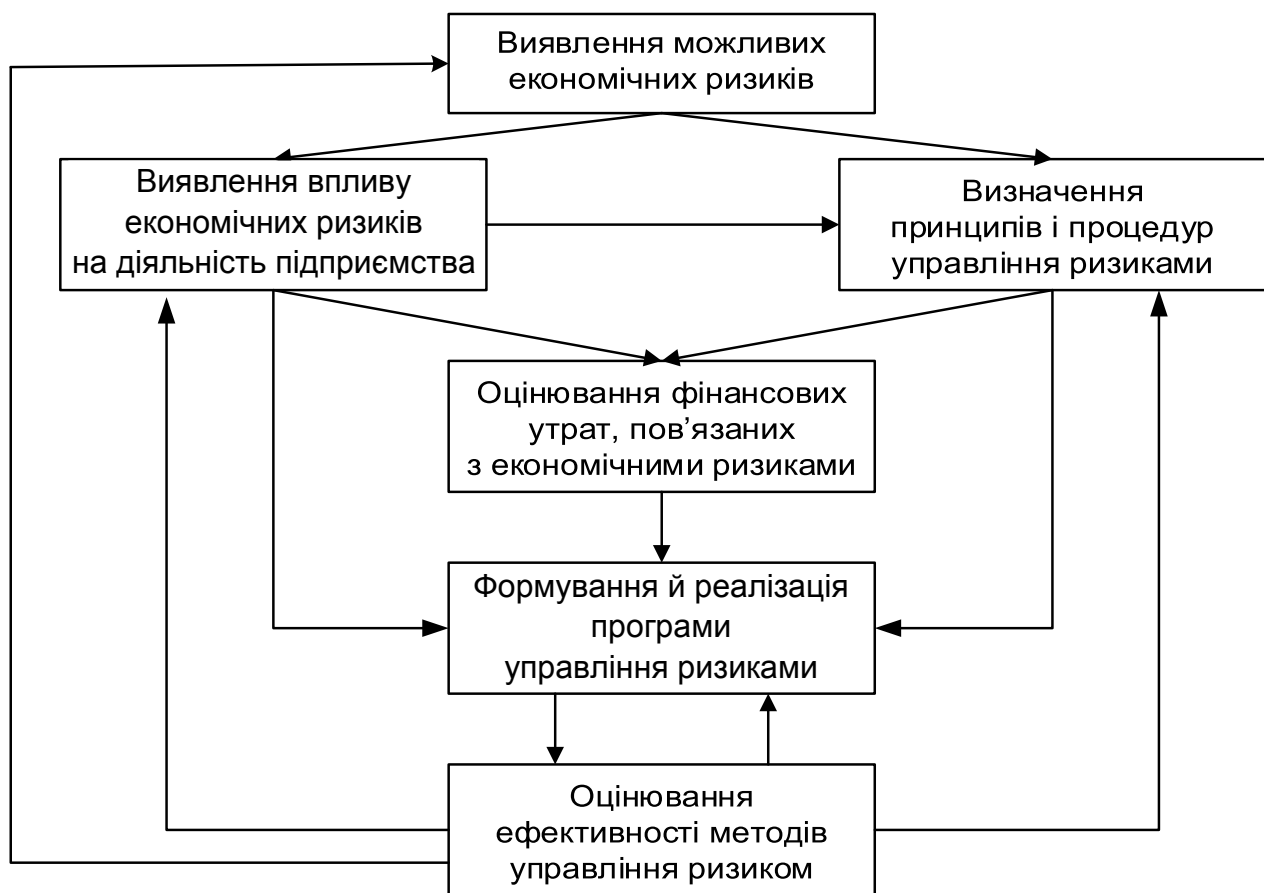 Виявлення можливих
економічних ризиків
Виявлення впливу
економічних ризиків
на діяльність підприємства
Визначення
принципів і процедур
управління ризиками
Оцінювання фінансових
утрат, пов’язаних
з економічними ризиками
Формування й реалізація
програми
управління ризиками
Оцінювання
ефективності методів
управління ризиком